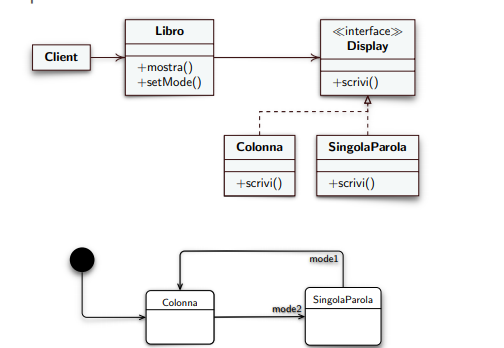 Client
Libro
+mostra()
+setMode()
≪interface≫
Display
+scrivi()
Colonna
+scrivi()
SingolaParola
+scrivi()
mode1
Colonna
mode2
SingolaParola